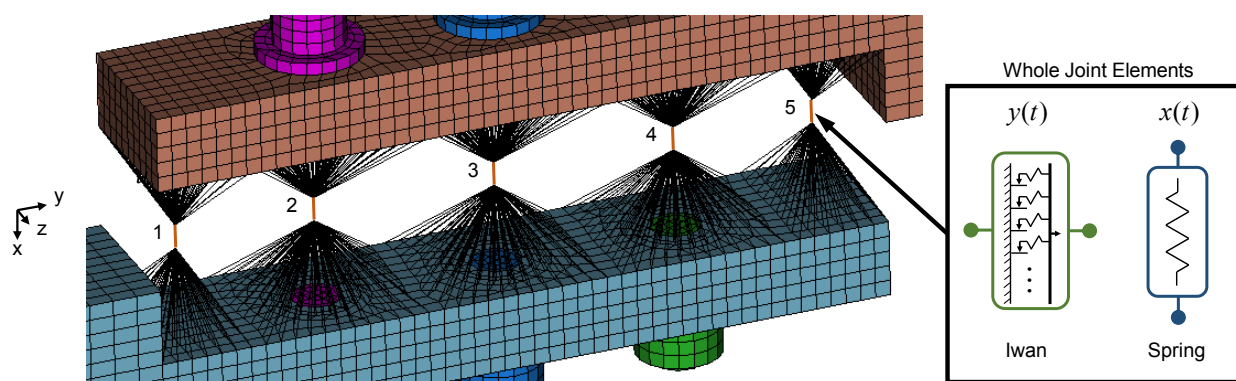 Whole Joint Elements
y(t)
x(t)
5
4
3
2
1
y
z
x
Iwan
Spring